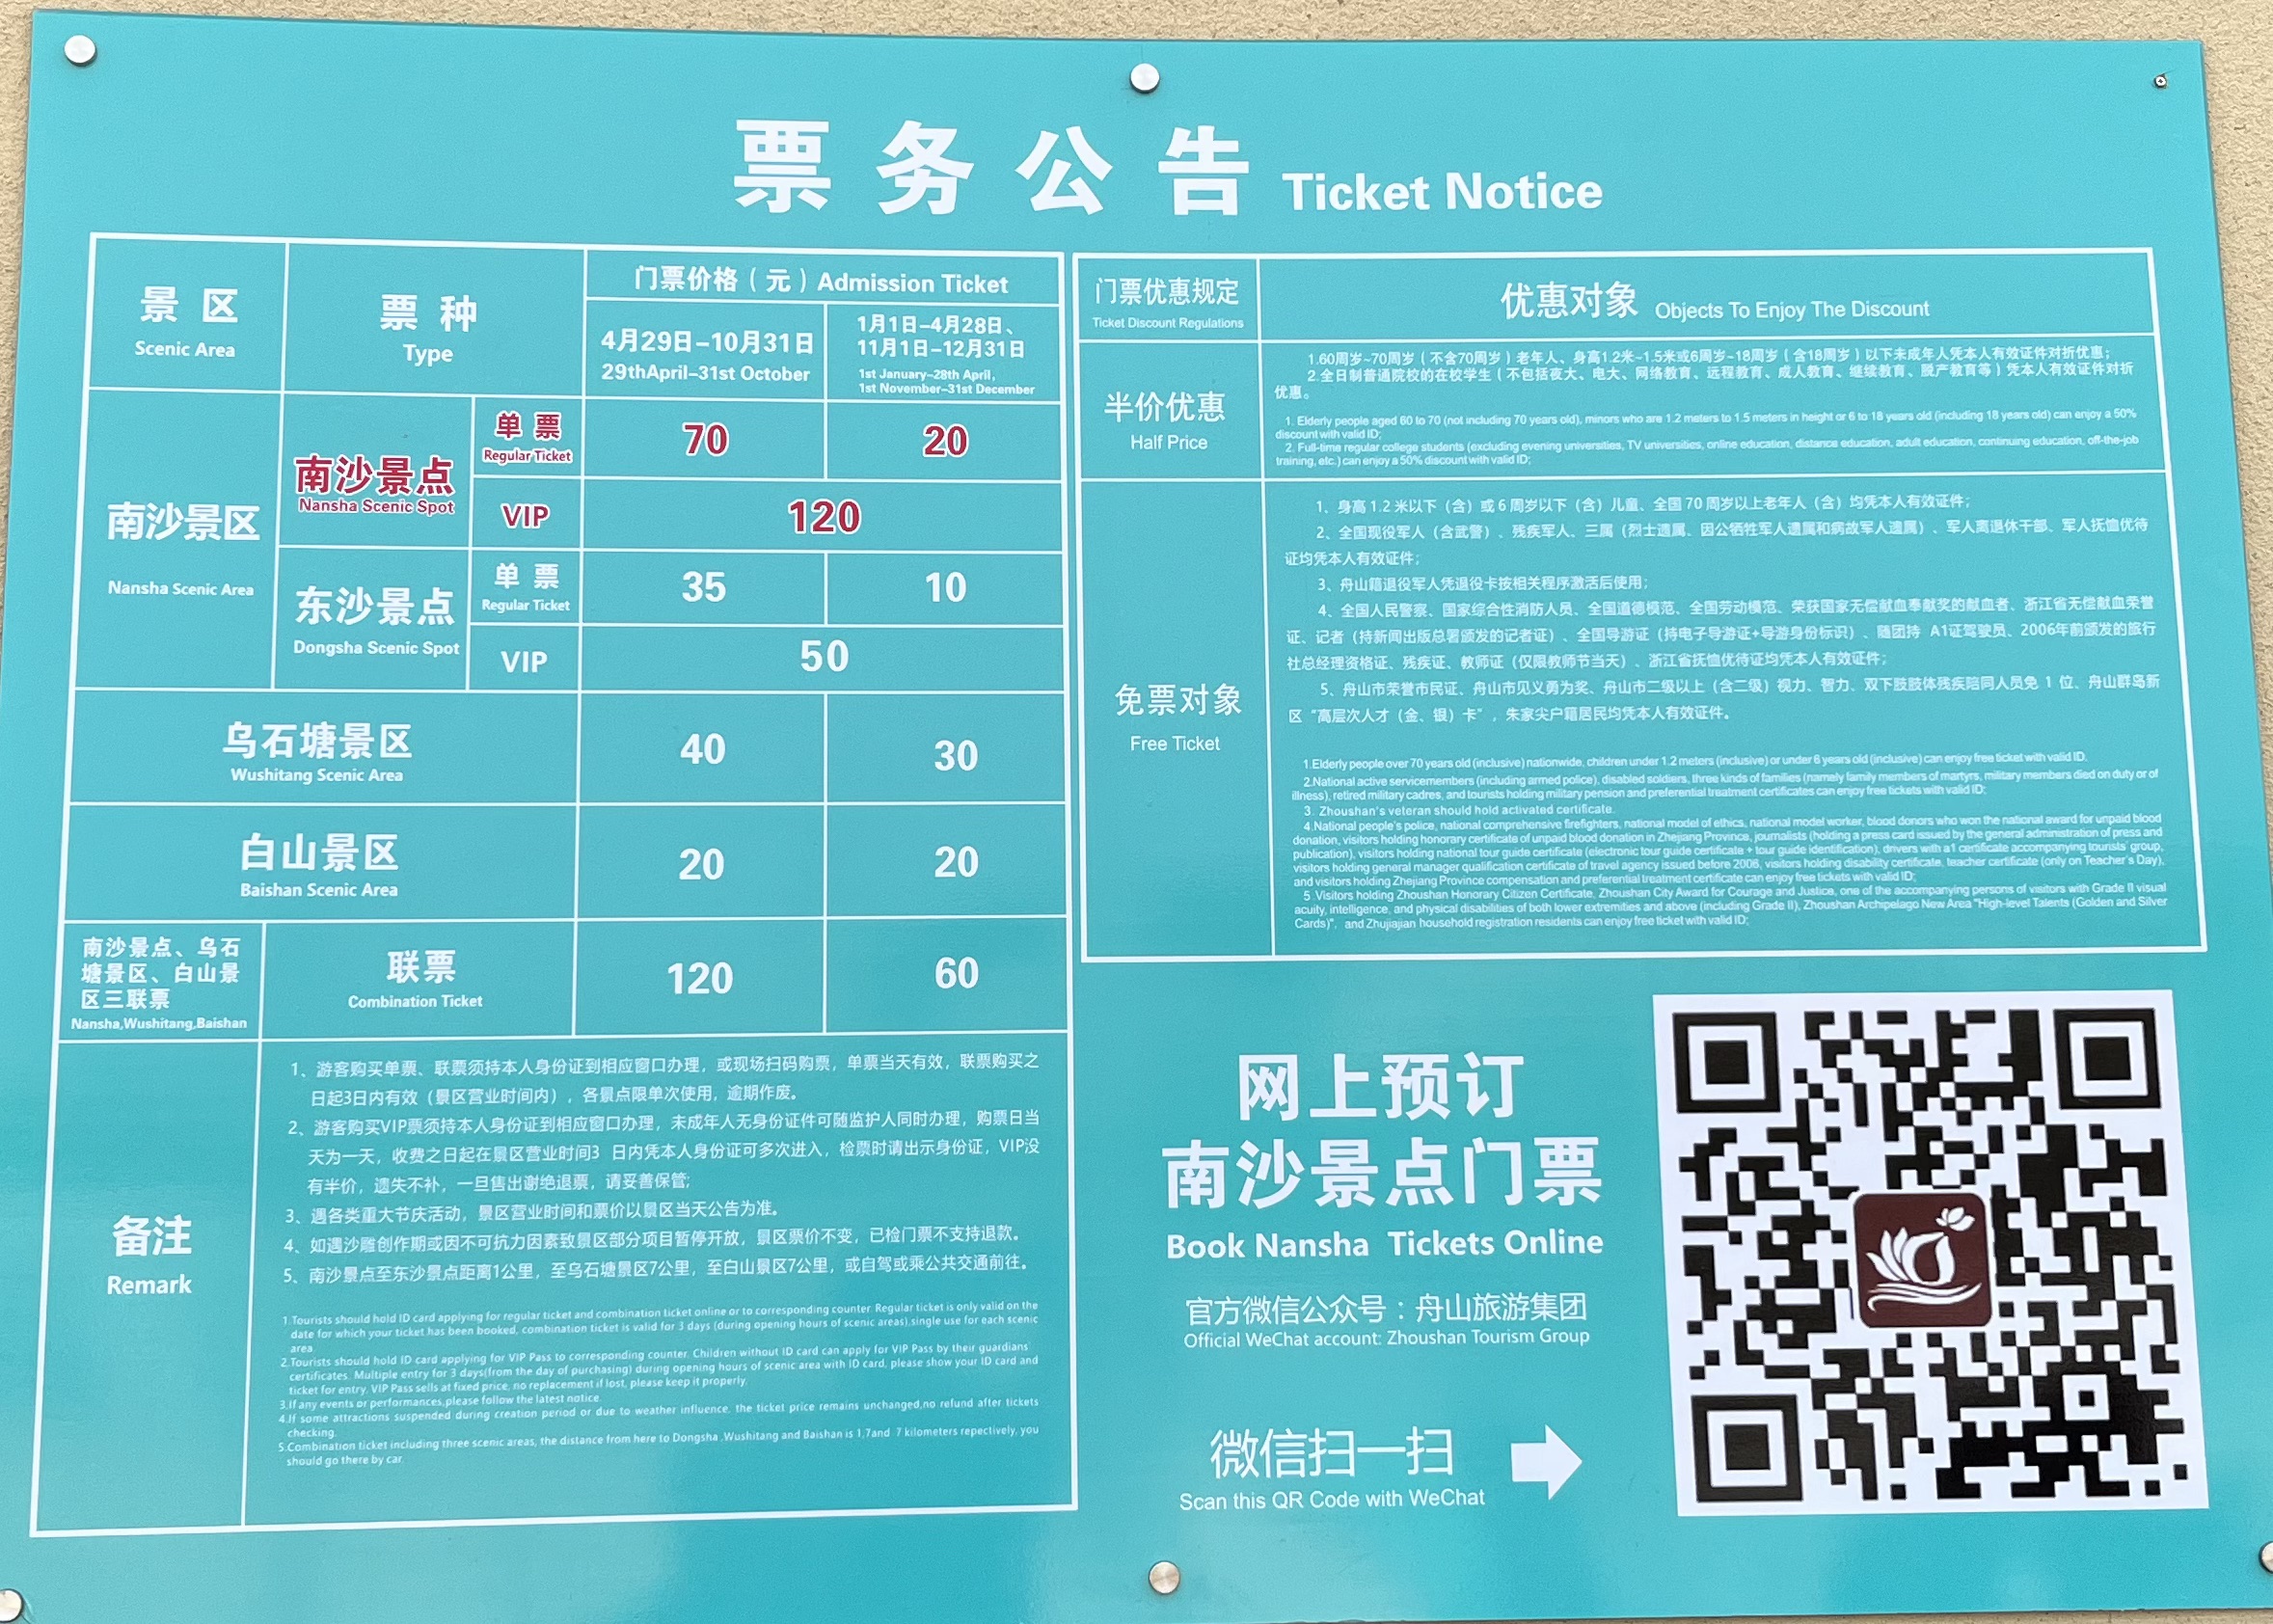 票务公告 Ticket Notice
景 区
Scenic Area
票 种
Type
门票价格（元）Admission Ticket
4月29日-10月31日
29thApril-31st October
1月1日-4月28日、
11月1日-12月31日
1st January-28th April,
1st November-31st December
南沙景区
Nansha Scenic Area
南沙景点
Nansha Scenic Spot
单 票
Regular Ticket
70
20
VIP
120
东沙景点
Dongsha Scenic Spot
单 票
Regular Ticket
35
10
VIP
50
乌石塘景区
Wushitang Scenic Area
40
30
白山景区
Baishan Scenic Area
20
20
南沙景点、乌石
塘景区、白山景
区三联票
Nansha,Wushitang,Baishan
联票
Combination Ticket
120
60
备注
Remark
1、游客购买单票、联票须持本人身份证到相应窗口办理，或现场扫码购票，单票当天有效，联票购买之
日起3日内有效（景区营业时间内），各景点限单次使用，逾期作废。
2、游客购买VIP票须持本人身份证到相应窗口办理，未成年人无身份证件可随监护人同时办理，购票日当
天为一天，收费之日起在景区营业时间3 日内凭本人身份证可多次进入，检票时请出示身份证，VIP没
有半价，遗失不补，一旦售出谢绝退票，请妥善保管;
3、遇各类重大节庆活动，景区营业时间和票价以景区当天公告为准。
4、如遇沙雕创作期或因不可抗力因素致景区部分项目暂停开放，景区票价不变，已检门票不支持退款。
5、南沙景点至东沙景点距离1公里，至乌石塘景区7公里，至白山景区7公里，或自驾或乘公共交通前往。
1.Tourists should hold ID card applying for regular ticket and combination ticket online or to corresponding counter. Regular ticket is only valid on the
date for which your ticket has been booked, combination ticket is valid for 3 days (during opening hours of scenic areas),single use for each scenic
area.
2.Tourists should hold ID card applying for VIP Pass to corresponding counter. Children without ID card can apply for VIP Pass by their guardians'
certificates. Multiple entry for 3 days(from the day of purchasing) during opening hours of scenic area with ID card, please show your ID card and
ticket for entry. VIP Pass sells at fixed price, no replacement if lost, please keep it properly.
3.If any events or performances,please follow the latest notice.
4.If some attractions suspended during creation period or due to weather influence, the ticket price remains unchanged,no refund after tickets
checking.
5.Combination ticket including three scenic areas, the distance from here to Dongsha ,Wushitang and Baishan is 1,7and 7 kilometers repectively, you
should go there by car.
门票优惠规定
Ticket Discount Regulations
优惠对象 Objects To Enjoy The Discount
半价优惠
Half Price
1.60周岁~70周岁（不含70周岁）老年人、身高1.2米~1.5米或6周岁~18周岁（含18周岁）以下未成年人凭本人有效证件对折优惠；
2.全日制普通院校的在校学生（不包括夜大、电大、网络教育、远程教育、成人教育、继续教育、脱产教育等）凭本人有效证件对折
优惠。
1. Elderly people aged 60 to 70 (not including 70 years old), minors who are 1.2 meters to 1.5 meters in height or 6 to 18 years old (including 18 years old) can enjoy a 50%
discount with valid ID;
2. Full-time regular college students (excluding evening universities, TV universities, online education, distance education, adult education, continuing education, off-the-job
training, etc.) can enjoy a 50% discount with valid ID;
免票对象
Free Ticket
1、身高1.2米以下（含）或6周岁以下（含）儿童、全国70周岁以上老年人（含）均凭本人有效证件；
2、全国现役军人（含武警）、残疾军人、三属（烈士遗属、因公牺牲军人遗属和病故军人遗属）、军人离退休干部、军人抚恤优待
证均凭本人有效证件；
3、舟山籍退役军人凭退役卡按相关程序激活后使用；
4、全国人民警察、国家综合性消防人员、全国道德模范、全国劳动模范、荣获国家无偿献血奉献奖的献血者、浙江省无偿献血荣誉
证、记者（持新闻出版总署颁发的记者证）、全国导游证（持电子导游证+导游身份标识）、随团持 A1证驾驶员、2006年前颁发的旅行
社总经理资格证、残疾证、教师证（仅限教师节当天）、浙江省抚恤优待证均凭本人有效证件；
5、舟山市荣誉市民证、舟山市见义勇为奖、舟山市二级以上（含二级）视力、智力、双下肢肢体残疾陪同人员免 1 位、舟山群岛新
区“高层次人才（金、银）卡”，朱家尖户籍居民均凭本人有效证件。
1.Elderly people over 70 years old (inclusive) nationwide, children under 1.2 meters (inclusive) or under 6 years old (inclusive) can enjoy free ticket with valid ID.
2.National active servicemembers (including armed police), disabled soldiers, three kinds of families (namely family members of martyrs, military members died on duty or of
illness), retired military cadres, and tourists holding military pension and preferential treatment certificates can enjoy free tickets with valid ID;
3. Zhoushan's veteran should hold activated certificate.
4.National people's police, national comprehensive firefighters, national model of ethics, national model worker, blood donors who won the national award for unpaid blood
donation, visitors holding honorary certificate of unpaid blood donation in Zhejiang Province, journalists (holding a press card issued by the general administration of press and
publication), visitors holding national tour guide certificate (electronic tour guide certificate + tour guide identification), drivers with a1 certificate accompanying tourists' group,
visitors holding general manager qualification certificate of travel agency issued before 2006, visitors holding disability certificate, teacher certificate (only on Teacher's Day),
and visitors holding Zhejiang Province compensation and preferential treatment certificate can enjoy free tickets with valid ID;
5.Visitors holding Zhoushan Honorary Citizen Certificate, Zhoushan City Award for Courage and Justice, one of the accompanying persons of visitors with Grade II visual
acuity, intelligence, and physical disabilities of both lower extremities and above (including Grade II), Zhoushan Archipelago New Area "High-level Talents (Golden and Silver
Cards)", and Zhujiajian household registration residents can enjoy free ticket with valid ID;
网上预订
南沙景点门票
Book Nansha Tickets Online
官方微信公众号：舟山旅游集团
Official WeChat account: Zhoushan Tourism Group
微信扫一扫
Scan this QR Code with WeChat